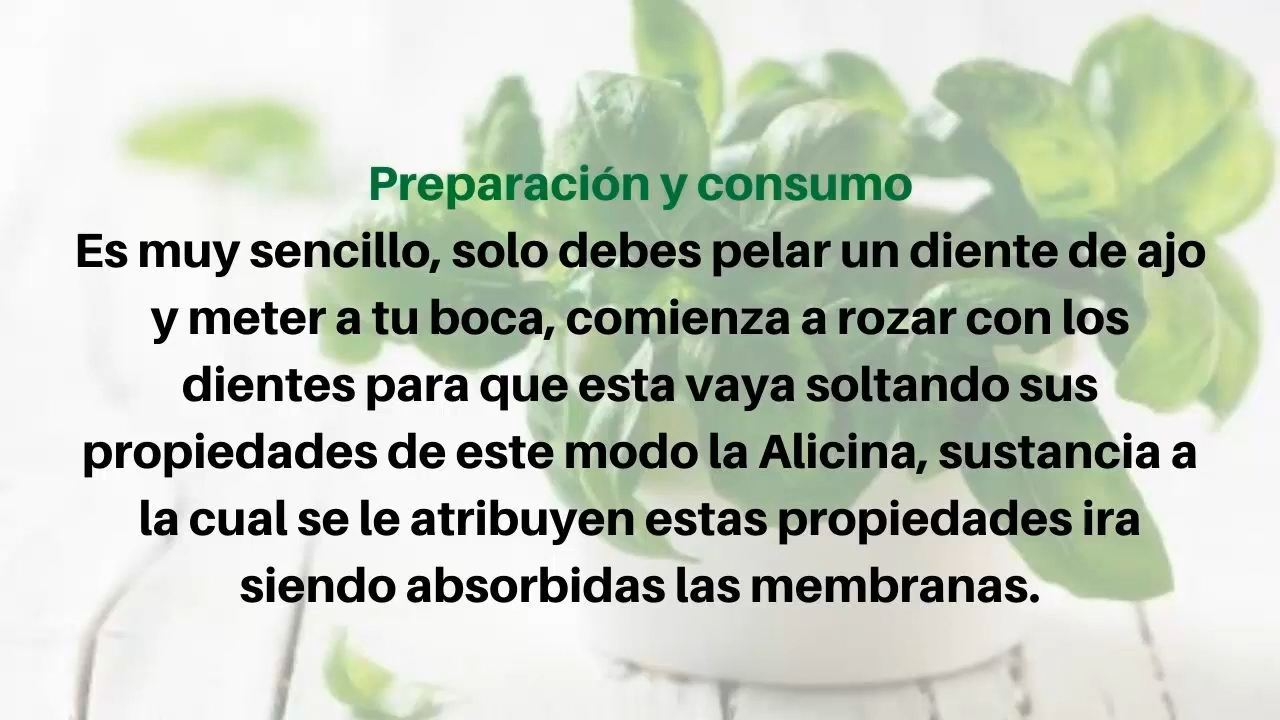 Preparación y consumo
Es muy sencillo, solo debes pelar un diente de ajo
y meter a tu boca, comienza a rozar con los
dientes para que esta vaya soltando sus
propiedades de este modo la Alicina, sustancia a
la cual se le atribuyen estas propiedades ira
siendo absorbidas las membranas.